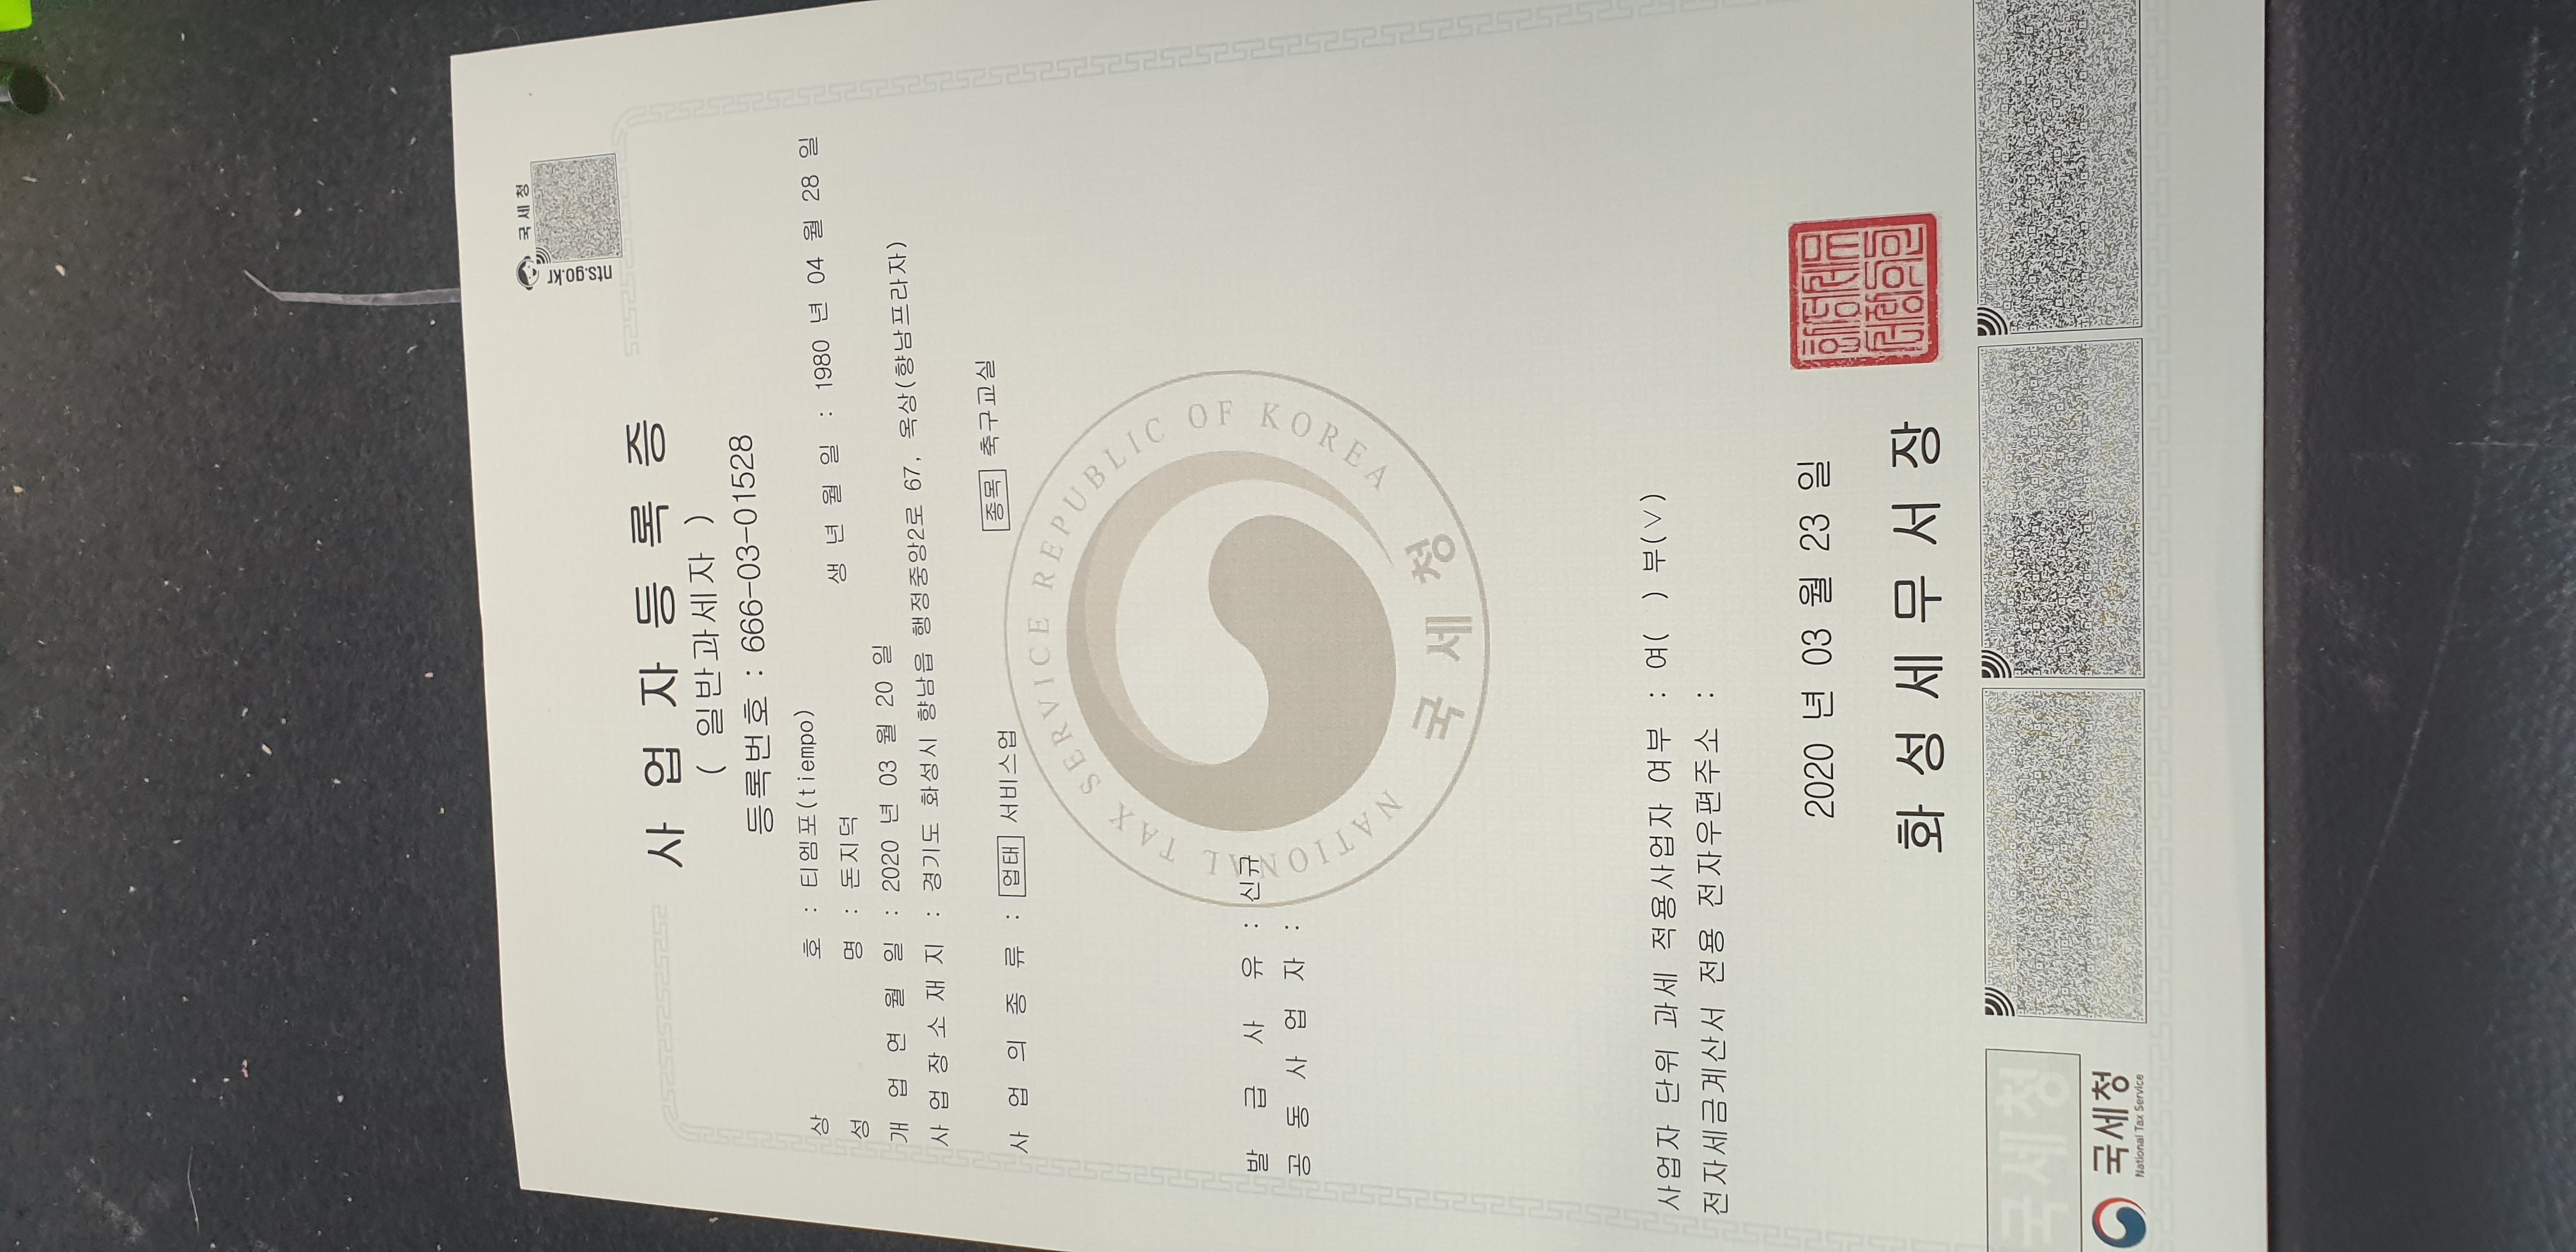 국세청
nts.go.kr
사업자등록증
( 일반과세자 )
등록번호 : 666-03-01528
상 호 : 티엠포(tiempo)
성 명 : 돈지덕 생 년 월 일 : 1980 년 04 월 28 일
개 업 연 월 일 : 2020 년 03 월 20 일
사 업 장 소 재 지 : 경기도 화성시 향남읍 행정중앙2로 67, 옥상(향남프라자)
사 업 의 종 류 : 업태 서비스업 종목 축구교실
NATIONAL TAX SERVICE REPUBLIC OF KOREA
발 급 사 유 : 신규
공 동 사 업 자 :
국세청
사업자 단위 과세 적용사업자 여부 : 여( ) 부(∨)
전자세금계산서 전용 전자우편주소 :
2020 년 03 월 23 일
화성세무서장
국세청
국세청
National Tax Service